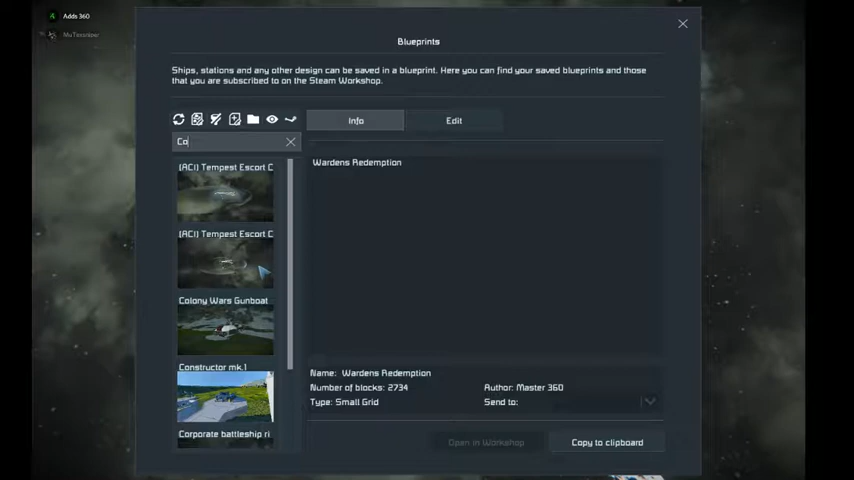 Adds 360
Blueprints
Ships, stations and any other design can be saved in a blueprint. Here you can find your saved blueprints and those
that you are subscribed to on the Steam Workshop.
Info
Edit
Co
Wardens Redemption
(ACI) Tempest Escort C
(ACI) Tempest Escort C
Colony Wars Gunboat
Constructor mk.1
Corporate battleship ri
Name: Wardens Redemption
Number of blocks: 2734
Author: Master 360
Type: Small Grid
Send to:
Open in Workshop
Copy to clipboard